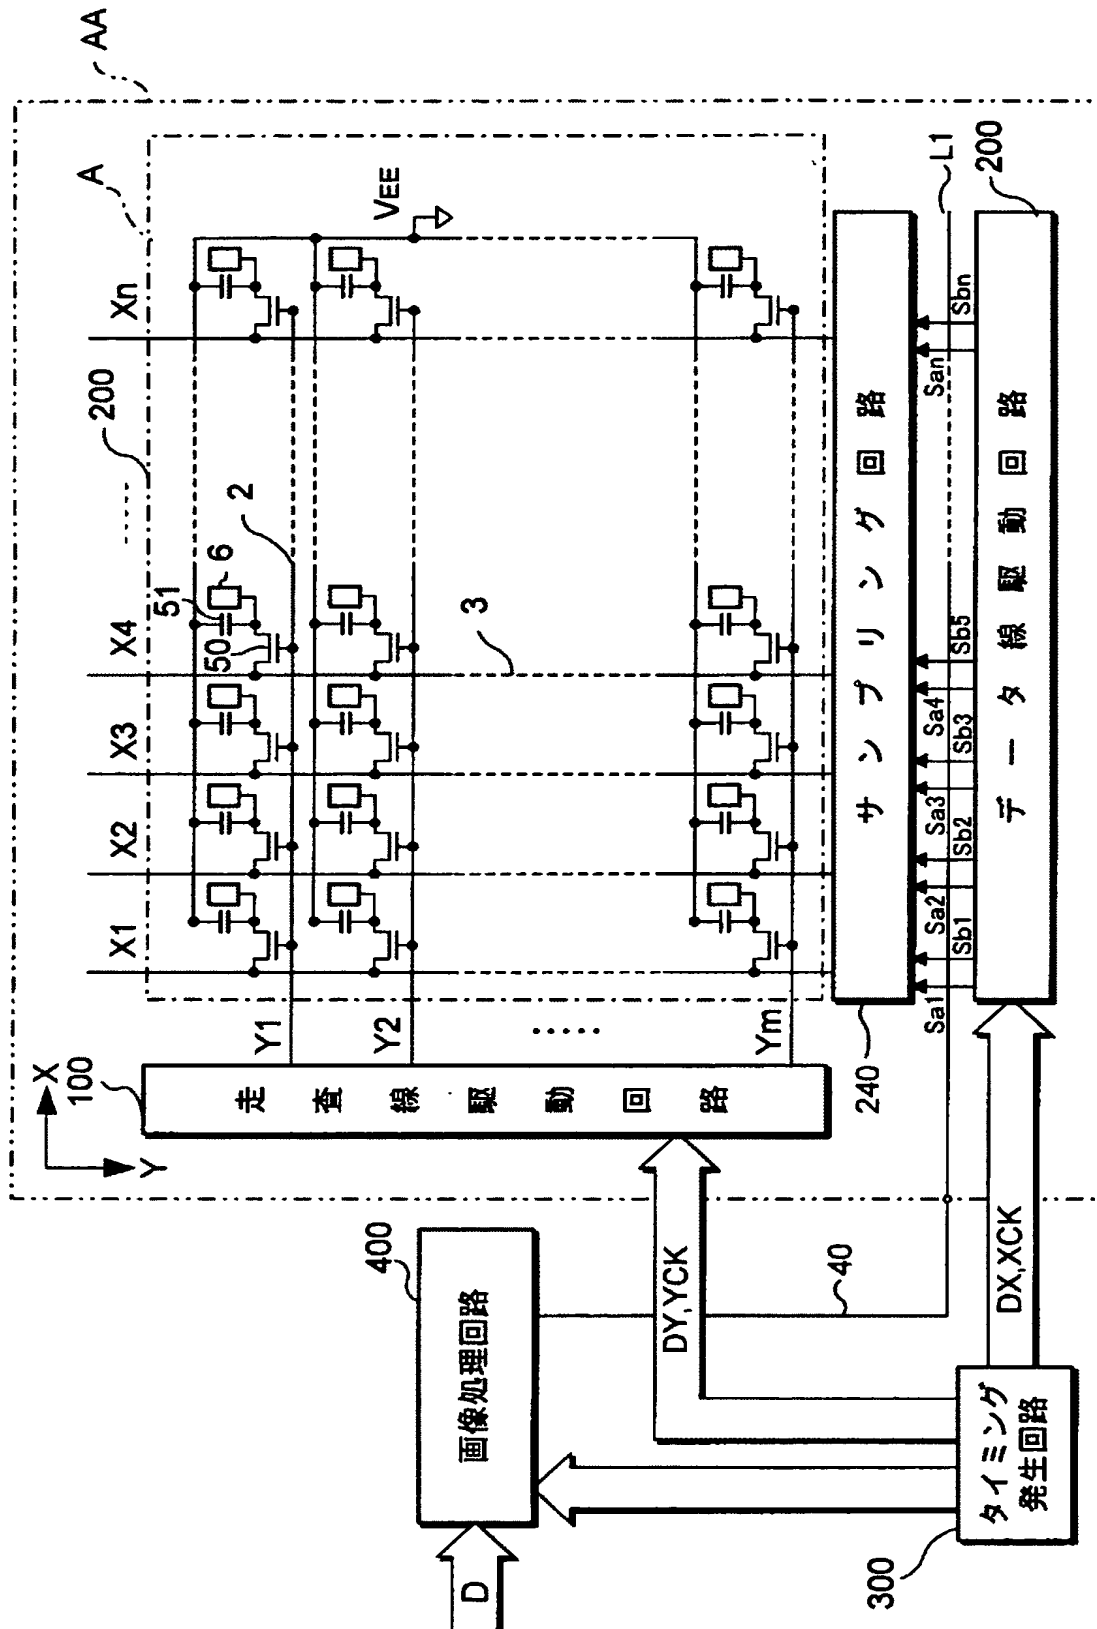 AA
A
200
X1
X2
X3
X4
.....
Xn
VEE
51
6
50
2
3
X
Y
100
走査線駆動回路
Y1
Y2
.....
Ym
240
サンプリング回路
Sa1
Sb1
Sa2
Sb2
Sa3
Sb3
Sa4
Sb5
San
Sbn
L1
200
データ線駆動回路
400
画像処理回路
D
DY,YCK
40
DX,XCK
300
タイミング
発生回路